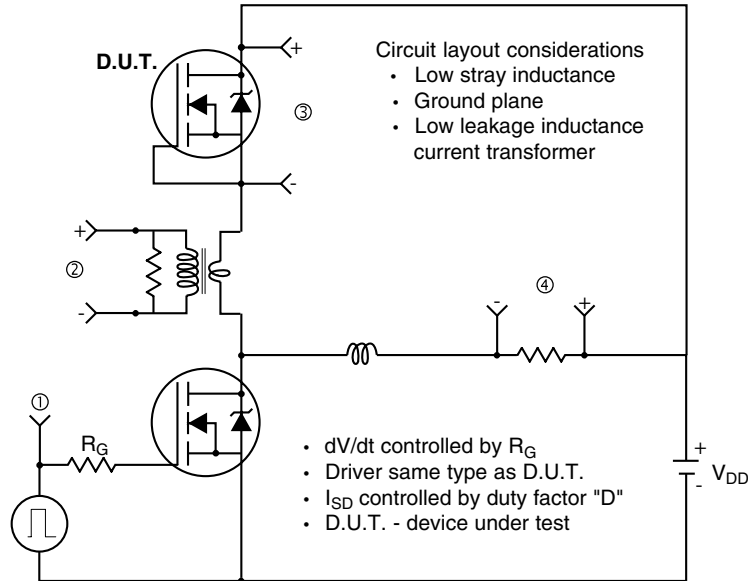 D.U.T.
+
③
-
Circuit layout considerations
• Low stray inductance
• Ground plane
• Low leakage inductance
current transformer
+
②
-
④
-
+
①
R_G
• dV/dt controlled by R_G
• Driver same type as D.U.T.
• I_SD controlled by duty factor "D"
• D.U.T. - device under test
+
V_DD
-